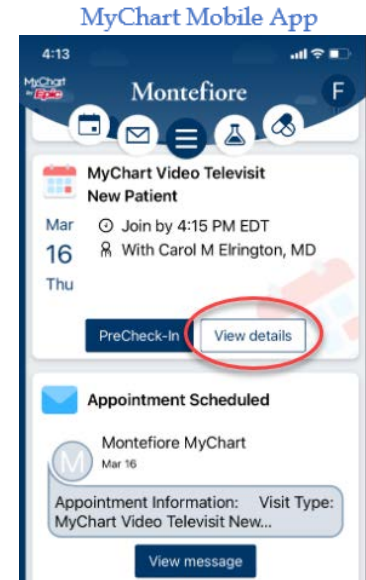 MyChart Mobile App
4:13
MyChart
by Epic
Montefiore
F
MyChart Video Televisit
New Patient
Mar
16
Thu
Join by 4:15 PM EDT
With Carol M Elrington, MD
PreCheck-In
View details
Appointment Scheduled
M
Montefiore MyChart
Mar 16
Appointment Information: Visit Type:
MyChart Video Televisit New...
View message